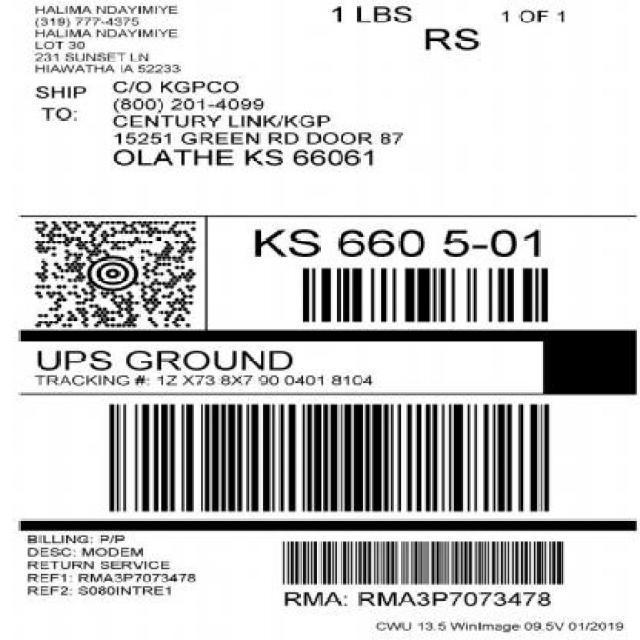 HALIMA NDAYIMIYE
(319) 777-4375
HALIMA NDAYIMIYE
LOT 30
231 SUNSET LN
HIAWATHA IA 52233
1 LBS
1 OF 1
RS
SHIP
TO:
C/O KGPCO
(800) 201-4099
CENTURY LINK/KGP
15251 GREEN RD DOOR 87
OLATHE KS 66061
KS 660 5-01
UPS GROUND
TRACKING #: 1Z X73 8X7 90 0401 8104
BILLING: P/P
DESC: MODEM
RETURN SERVICE
REF1: RMA3P7073478
REF2: S080INTRE1
RMA: RMA3P7073478
CWU 13.5 WinImage 09.5V 01/2019